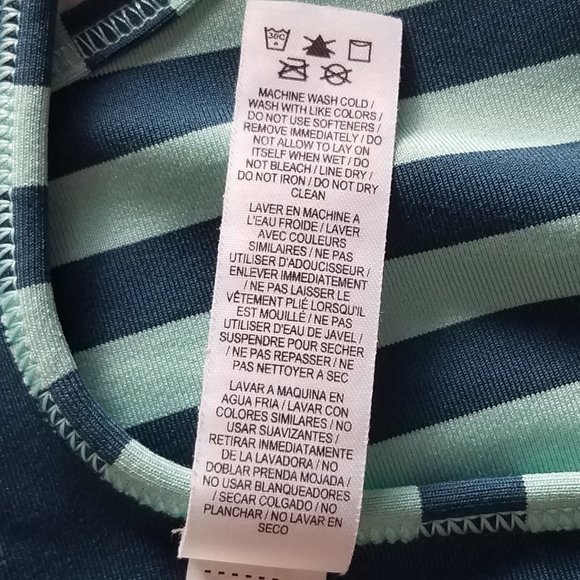 30C
MACHINE WASH COLD /
WASH WITH LIKE COLORS /
DO NOT USE SOFTENERS /
REMOVE IMMEDIATELY / DO
NOT ALLOW TO LAY ON
ITSELF WHEN WET / DO
NOT BLEACH / LINE DRY /
DO NOT IRON / DO NOT DRY
CLEAN
LAVER EN MACHINE A
L'EAU FROIDE / LAVER
AVEC COULEURS
SIMILAIRES / NE PAS
UTILISER D'ADOUCISSEUR /
ENLEVER IMMÉDIATEMENT
/ NE PAS LAISSER LE
VÊTEMENT PLIÉ LORSQU'IL
EST MOUILLÉ / NE PAS
UTILISER D'EAU DE JAVEL /
SUSPENDRE POUR SECHER
/ NE PAS REPASSER / NE
PAS NETTOYER A SEC
LAVAR A MAQUINA EN
AGUA FRIA / LAVAR CON
COLORES SIMILARES / NO
USAR SUAVIZANTES /
RETIRAR INMEDIATAMENTE
DE LA LAVADORA / NO
DOBLAR PRENDA MOJADA /
NO USAR BLANQUEADORES
/ SECAR COLGADO / NO
PLANCHAR / NO LAVAR EN
SECO